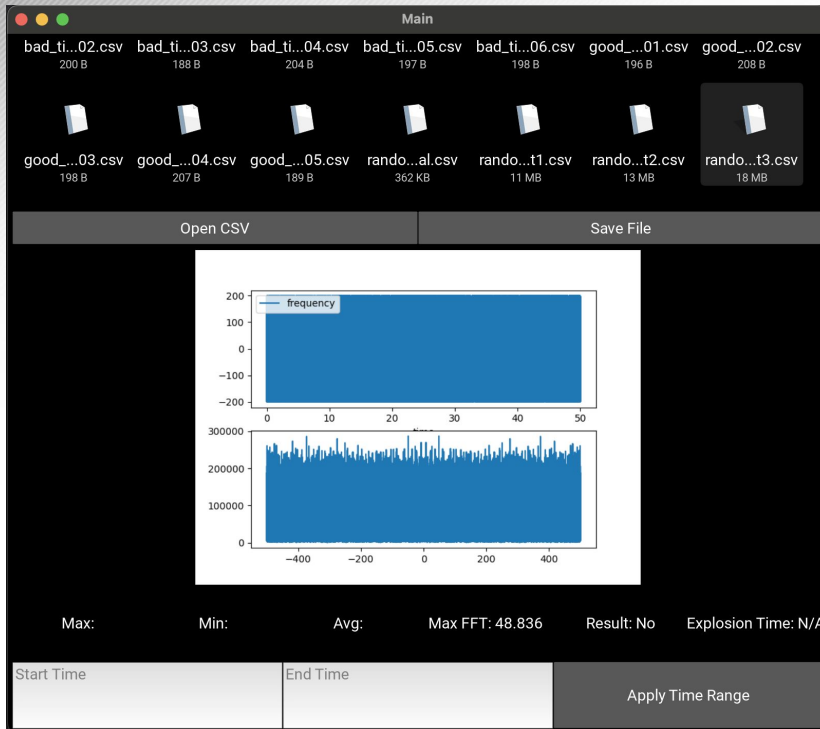 Main
bad_ti...02.csv bad_ti...03.csv bad_ti...04.csv bad_ti...05.csv bad_ti...06.csv good_...01.csv good_...02.csv
200 B 188 B 204 B 197 B 198 B 196 B 208 B
good_...03.csv good_...04.csv good_...05.csv rando...al.csv rando...t1.csv rando...t2.csv rando...t3.csv
198 B 207 B 189 B 362 KB 11 MB 13 MB 18 MB
Open CSV Save File
200
frequency
100
0
−100
−200
0 10 20 30 40 50
300000
200000
100000
0
−400 −200 0 200 400
Max: Min: Avg: Max FFT: 48.836 Result: No Explosion Time: N/A
Start Time End Time
Apply Time Range